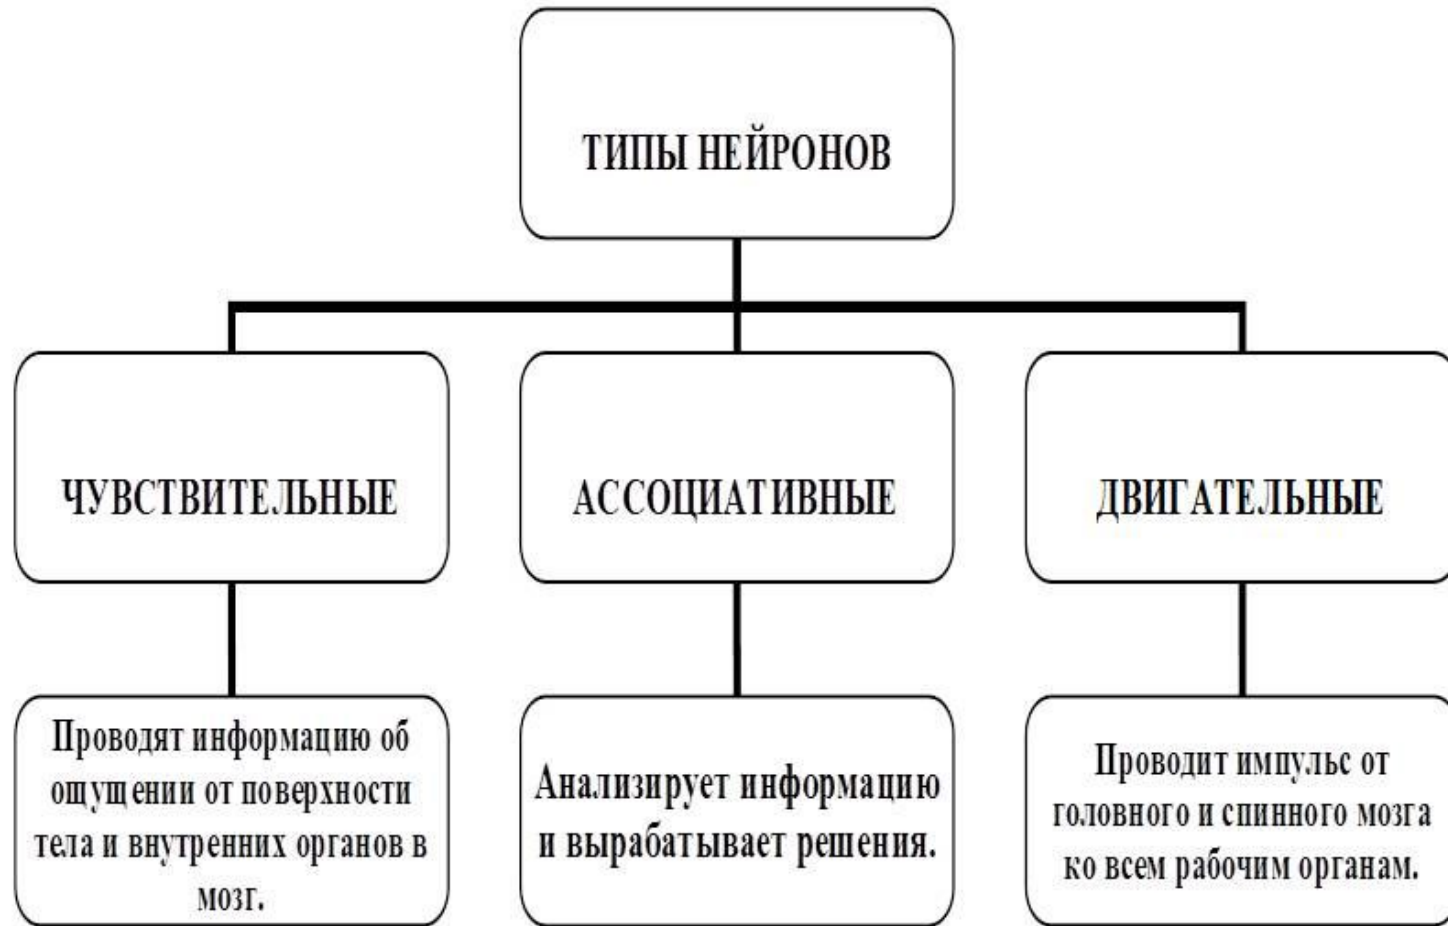 ТИПЫ НЕЙРОНОВ
ЧУВСТВИТЕЛЬНЫЕ
АССОЦИАТИВНЫЕ
ДВИГАТЕЛЬНЫЕ
Проводят информацию об
ощущении от поверхности
тела и внутренних органов в
мозг.
Анализирует информацию
и вырабатывает решения.
Проводит импульс от
головного и спинного мозга
ко всем рабочим органам.